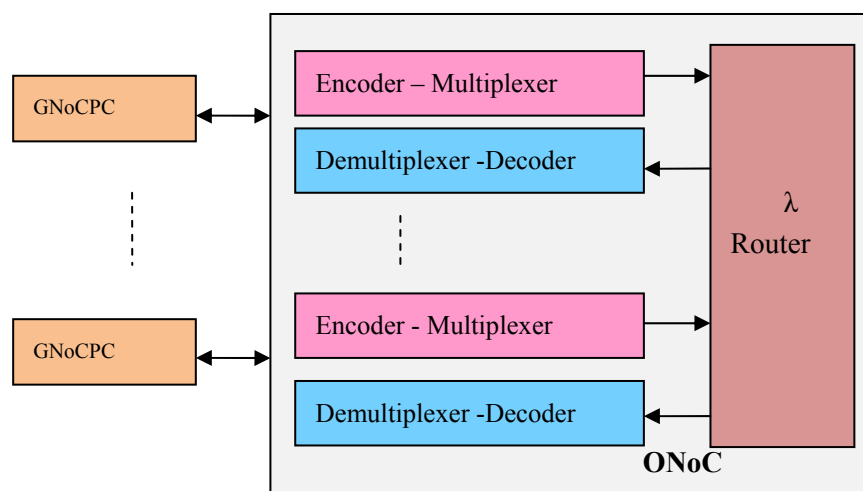 GNoCPC
Encoder – Multiplexer
Demultiplexer -Decoder
λ
Router
GNoCPC
Encoder - Multiplexer
Demultiplexer -Decoder
ONoC